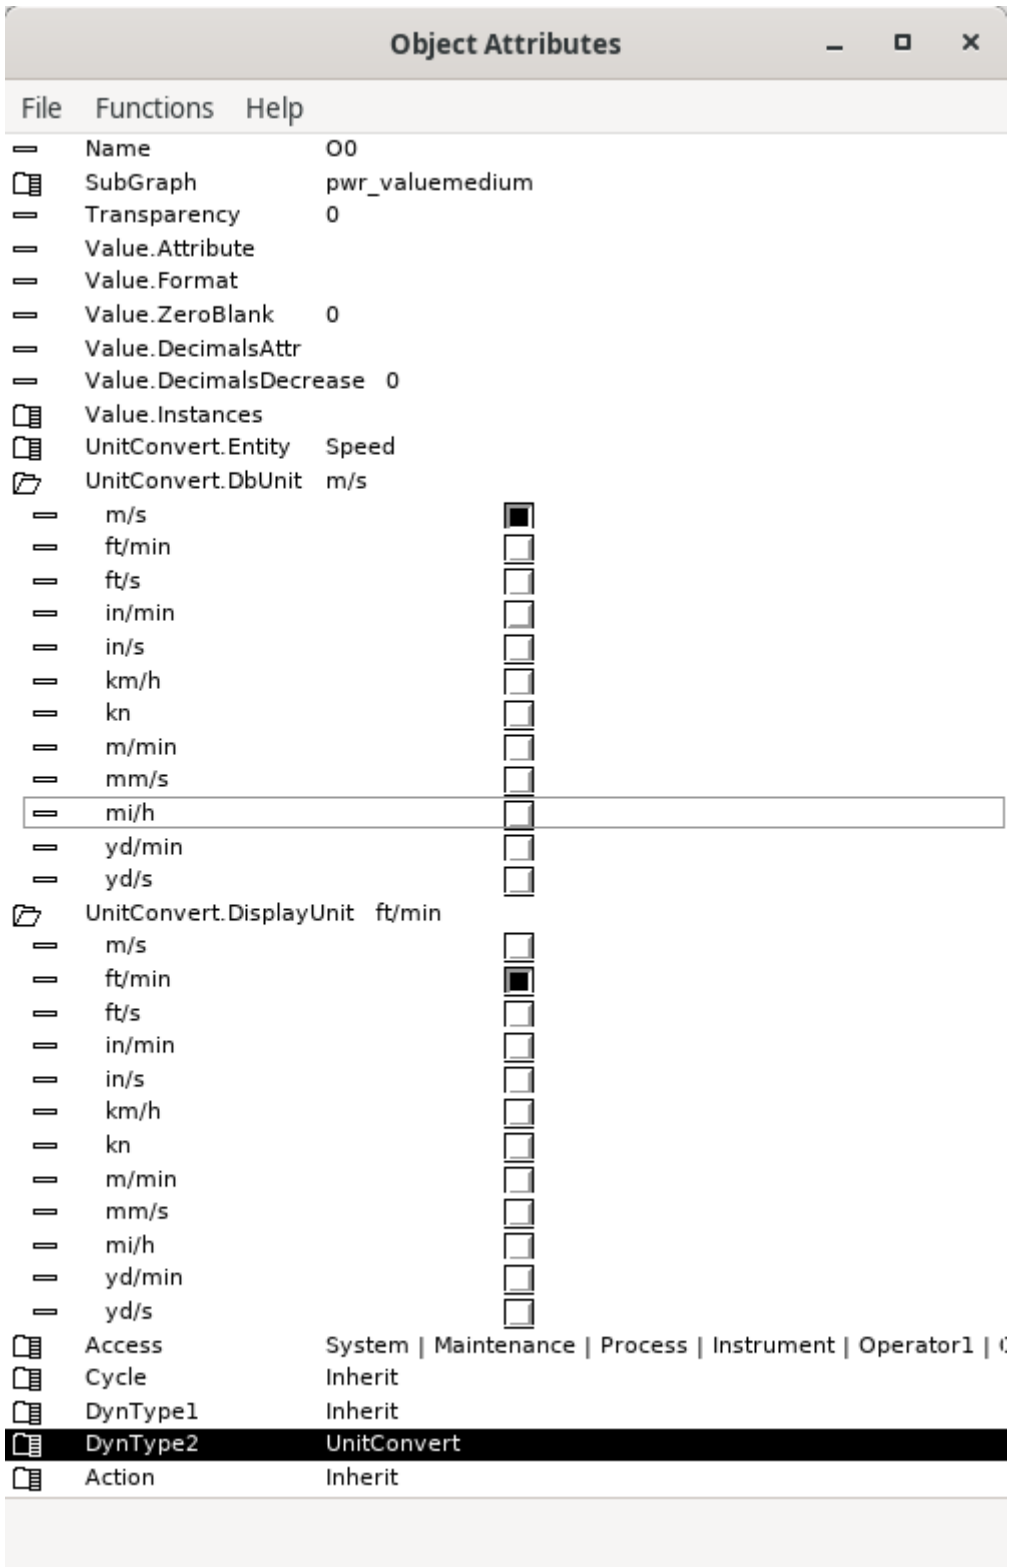 Object Attributes
File Functions Help
Name O0
SubGraph pwr_valuemedium
Transparency 0
Value.Attribute
Value.Format
Value.ZeroBlank 0
Value.DecimalsAttr
Value.DecimalsDecrease 0
Value.Instances
UnitConvert.Entity Speed
UnitConvert.DbUnit m/s
m/s
ft/min
ft/s
in/min
in/s
km/h
kn
m/min
mm/s
mi/h
yd/min
yd/s
UnitConvert.DisplayUnit ft/min
m/s
ft/min
ft/s
in/min
in/s
km/h
kn
m/min
mm/s
mi/h
yd/min
yd/s
Access System | Maintenance | Process | Instrument | Operator1 |
Cycle Inherit
DynType1 Inherit
DynType2 UnitConvert
Action Inherit